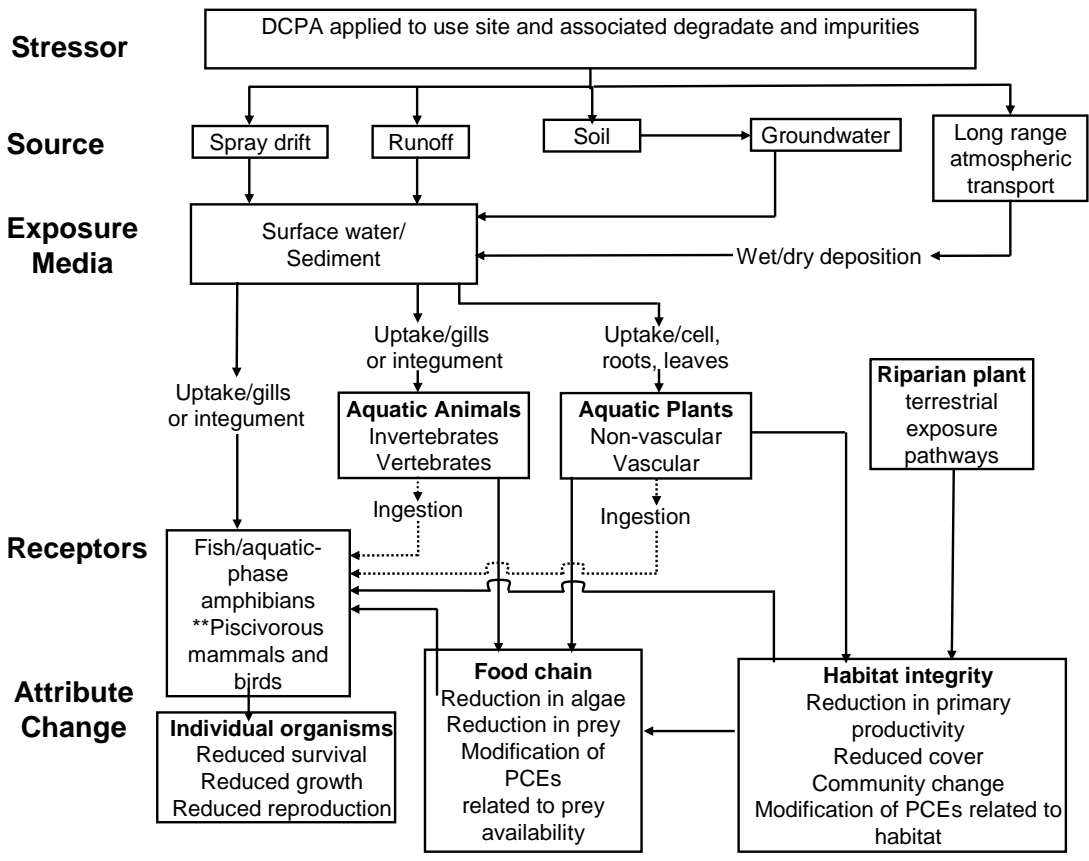 Stressor
DCPA applied to use site and associated degradate and impurities
Source
Spray drift
Runoff
Soil
Groundwater
Long range
atmospheric
transport
Exposure
Media
Surface water/
Sediment
Wet/dry deposition
Uptake/gills
or integument
Uptake/gills
or integument
Uptake/cell,
roots, leaves
Riparian plant
terrestrial
exposure
pathways
Aquatic Animals
Invertebrates
Vertebrates
Aquatic Plants
Non-vascular
Vascular
Ingestion
Ingestion
Receptors
Fish/aquatic-
phase
amphibians
**Piscivorous
mammals and
birds
Attribute
Change
Individual organisms
Reduced survival
Reduced growth
Reduced reproduction
Food chain
Reduction in algae
Reduction in prey
Modification of
PCEs
related to prey
availability
Habitat integrity
Reduction in primary
productivity
Reduced cover
Community change
Modification of PCEs related to
habitat